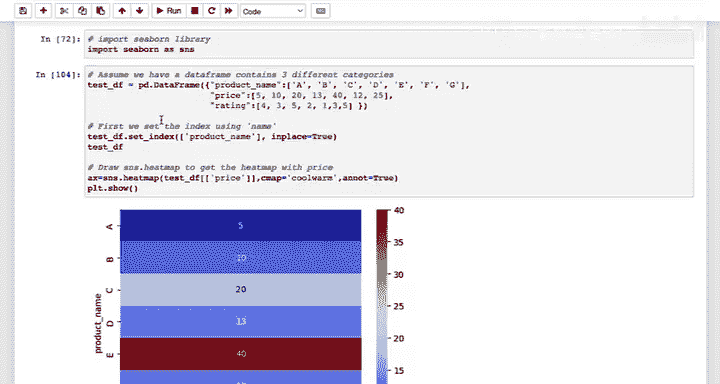 Run
Code
In [72]:
# import seaborn library
import seaborn as sns
In [104]:
# Assume we have a dataframe contains 3 different categories
test_df = pd.DataFrame({"product_name":['A', 'B', 'C', 'D', 'E', 'F', 'G'],
"price":[5, 10, 20, 13, 40, 12, 25],
"rating":[4, 3, 5, 2, 1,3,5] })
# First we set the index using 'name'
test_df.set_index(['product_name'], inplace=True)
test_df
# Draw sns.heatmap to get the heatmap with price
ax=sns.heatmap(test_df[['price']],cmap='coolwarm',annot=True)
plt.show()
product_name
A
B
C
D
E
5
10
20
13
40
40
35
30
25
20
15